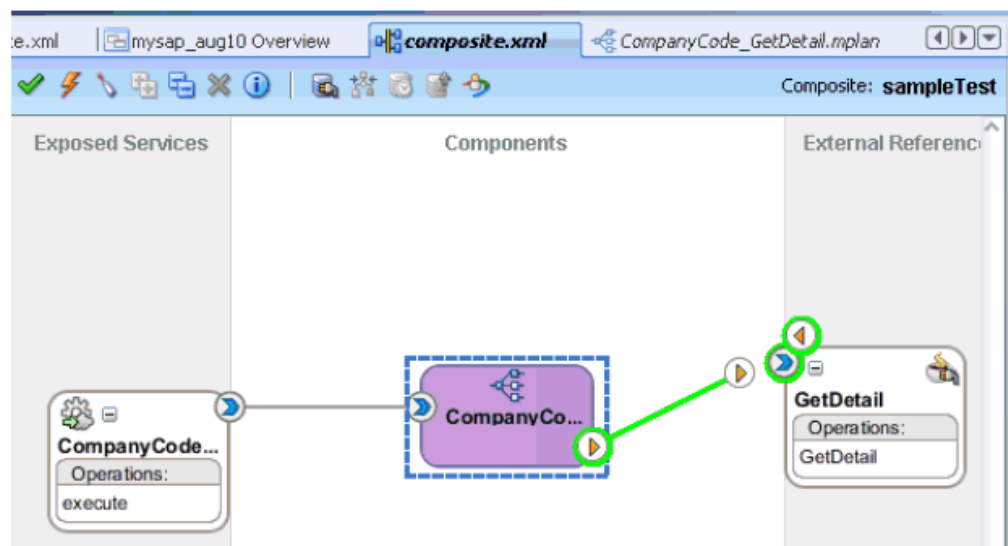 e.xml mysap_aug10 Overview composite.xml CompanyCode_GetDetail.mplan
Composite: sampleTest
Exposed Services Components External Referenc
CompanyCo...
GetDetail
Operations:
GetDetail
CompanyCode...
Operations:
execute